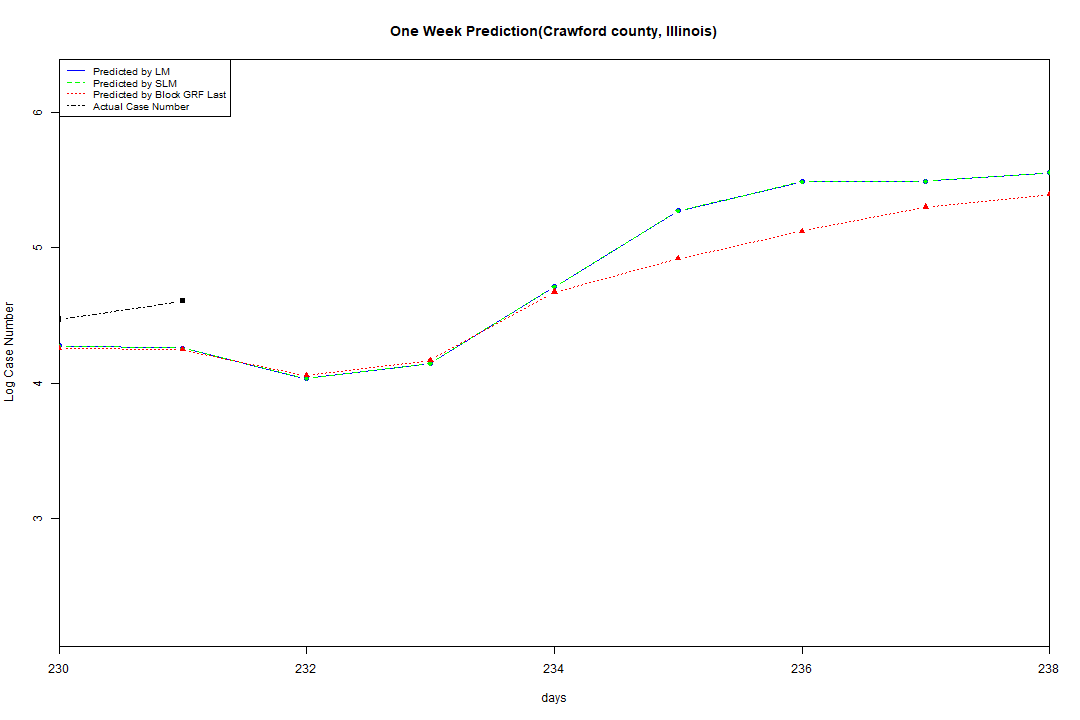 One Week Prediction(Crawford county, Illinois)
Predicted by LM
Predicted by SLM
Predicted by Block GRF Last
Actual Case Number
Log Case Number
6
5
4
3
230
232
234
236
238
days